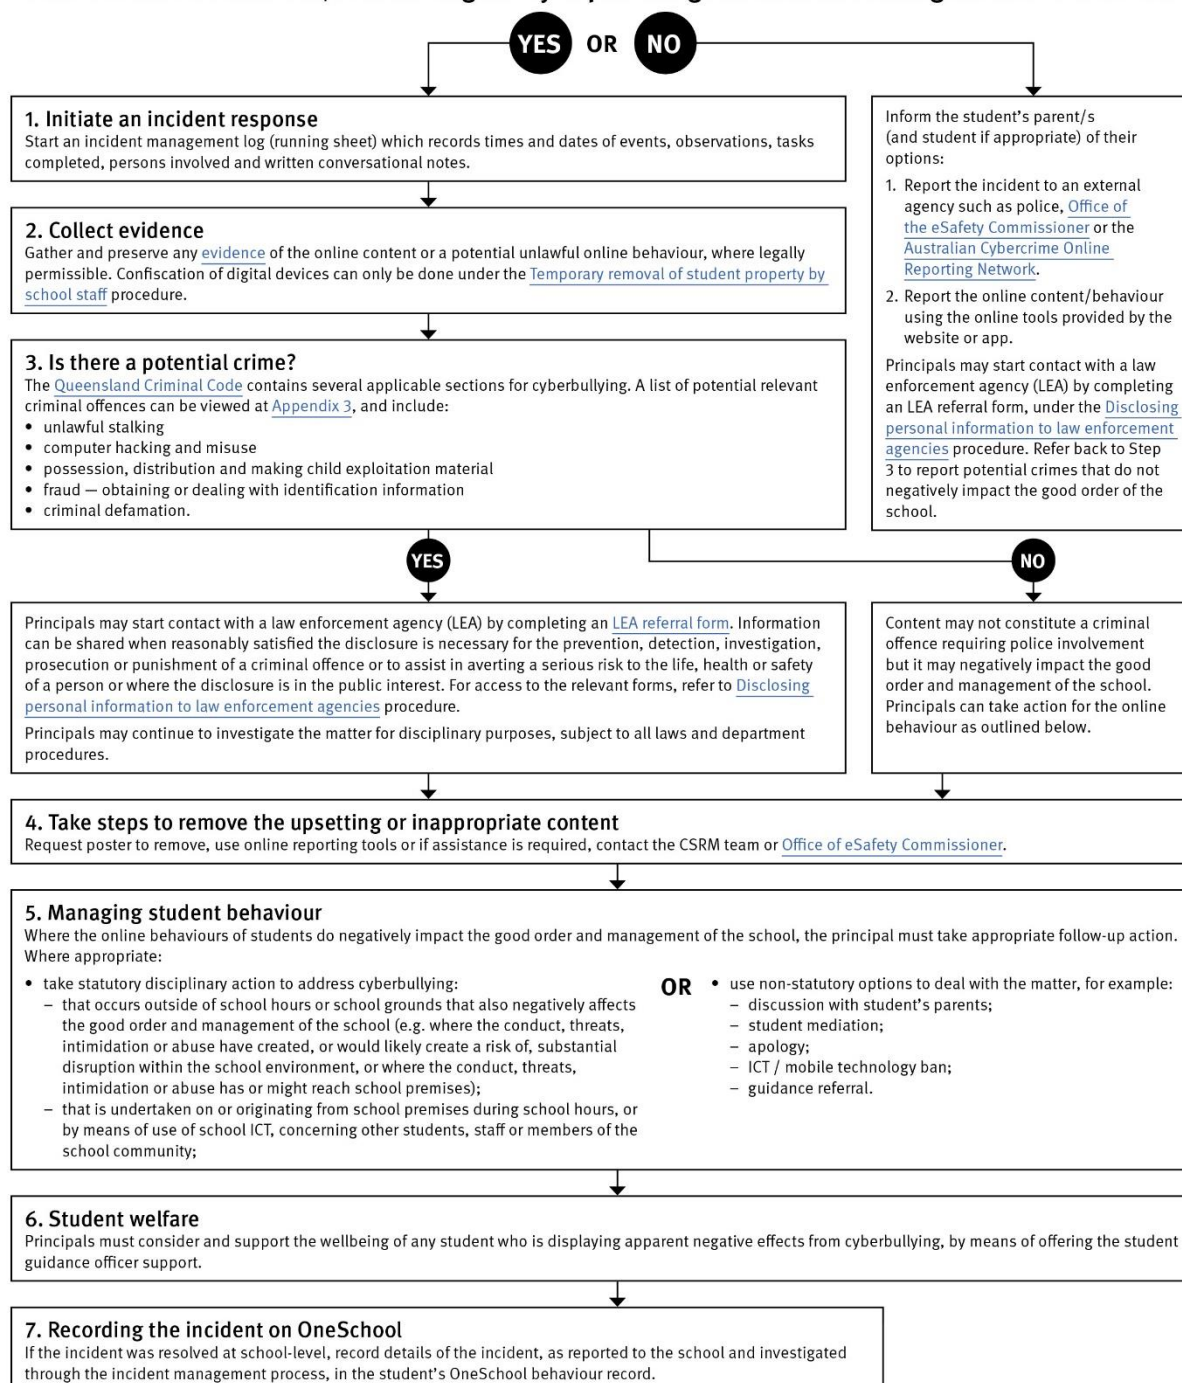 YES OR NO
1. Initiate an incident response
Start an incident management log (running sheet) which records times and dates of events, observations, tasks
completed, persons involved and written conversational notes.
2. Collect evidence
Gather and preserve any evidence of the online content or a potential unlawful online behaviour, where legally
permissible. Confiscation of digital devices can only be done under the Temporary removal of student property by
school staff procedure.
3. Is there a potential crime?
The Queensland Criminal Code contains several applicable sections for cyberbullying. A list of potential relevant
criminal offences can be viewed at Appendix 3, and include:
• unlawful stalking
• computer hacking and misuse
• possession, distribution and making child exploitation material
• fraud — obtaining or dealing with identification information
• criminal defamation.
Inform the student's parent/s
(and student if appropriate) of their
options:
1. Report the incident to an external
agency such as police, Office of
the eSafety Commissioner or the
Australian Cybercrime Online
Reporting Network.
2. Report the online content/behaviour
using the online tools provided by the
website or app.
Principals may start contact with a law
enforcement agency (LEA) by completing
an LEA referral form, under the Disclosing
personal information to law enforcement
agencies procedure. Refer back to Step
3 to report potential crimes that do not
negatively impact the good order of the
school.
YES
NO
Principals may start contact with a law enforcement agency (LEA) by completing an LEA referral form. Information
can be shared when reasonably satisfied the disclosure is necessary for the prevention, detection, investigation,
prosecution or punishment of a criminal offence or to assist in averting a serious risk to the life, health or safety
of a person or where the disclosure is in the public interest. For access to the relevant forms, refer to Disclosing
personal information to law enforcement agencies procedure.
Principals may continue to investigate the matter for disciplinary purposes, subject to all laws and department
procedures.
Content may not constitute a criminal
offence requiring police involvement
but it may negatively impact the good
order and management of the school.
Principals can take action for the online
behaviour as outlined below.
4. Take steps to remove the upsetting or inappropriate content
Request poster to remove, use online reporting tools or if assistance is required, contact the CSRM team or Office of eSafety Commissioner.
5. Managing student behaviour
Where the online behaviours of students do negatively impact the good order and management of the school, the principal must take appropriate follow-up action.
Where appropriate:
• take statutory disciplinary action to address cyberbullying:
– that occurs outside of school hours or school grounds that also negatively affects
the good order and management of the school (e.g. where the conduct, threats,
intimidation or abuse have created, or would likely create a risk of, substantial
disruption within the school environment, or where the conduct, threats,
intimidation or abuse has or might reach school premises);
– that is undertaken on or originating from school premises during school hours, or
by means of use of school ICT, concerning other students, staff or members of the
school community;
OR
• use non-statutory options to deal with the matter, for example:
– discussion with student's parents;
– student mediation;
– apology;
– ICT / mobile technology ban;
– guidance referral.
6. Student welfare
Principals must consider and support the wellbeing of any student who is displaying apparent negative effects from cyberbullying, by means of offering the student
guidance officer support.
7. Recording the incident on OneSchool
If the incident was resolved at school-level, record details of the incident, as reported to the school and investigated
through the incident management process, in the student's OneSchool behaviour record.